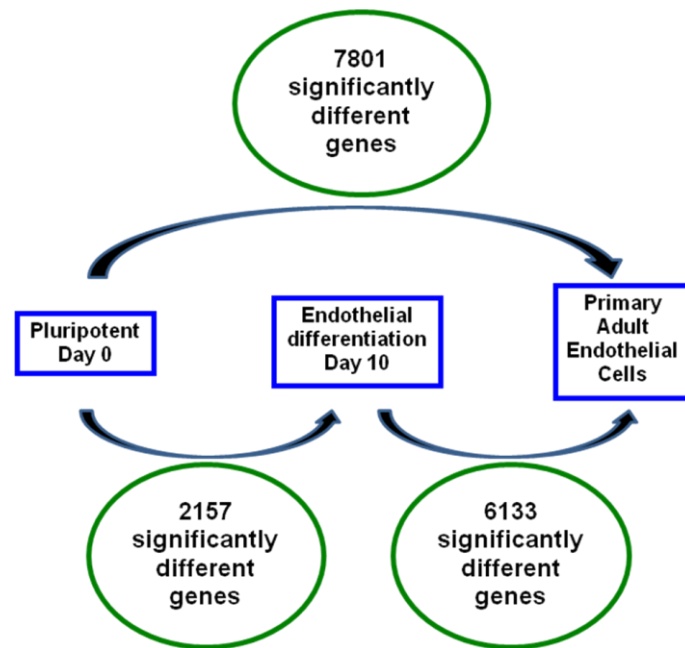 7801
significantly
different
genes
Pluripotent
Day 0
Endothelial
differentiation
Day 10
Primary
Adult
Endothelial
Cells
2157
significantly
different
genes
6133
significantly
different
genes